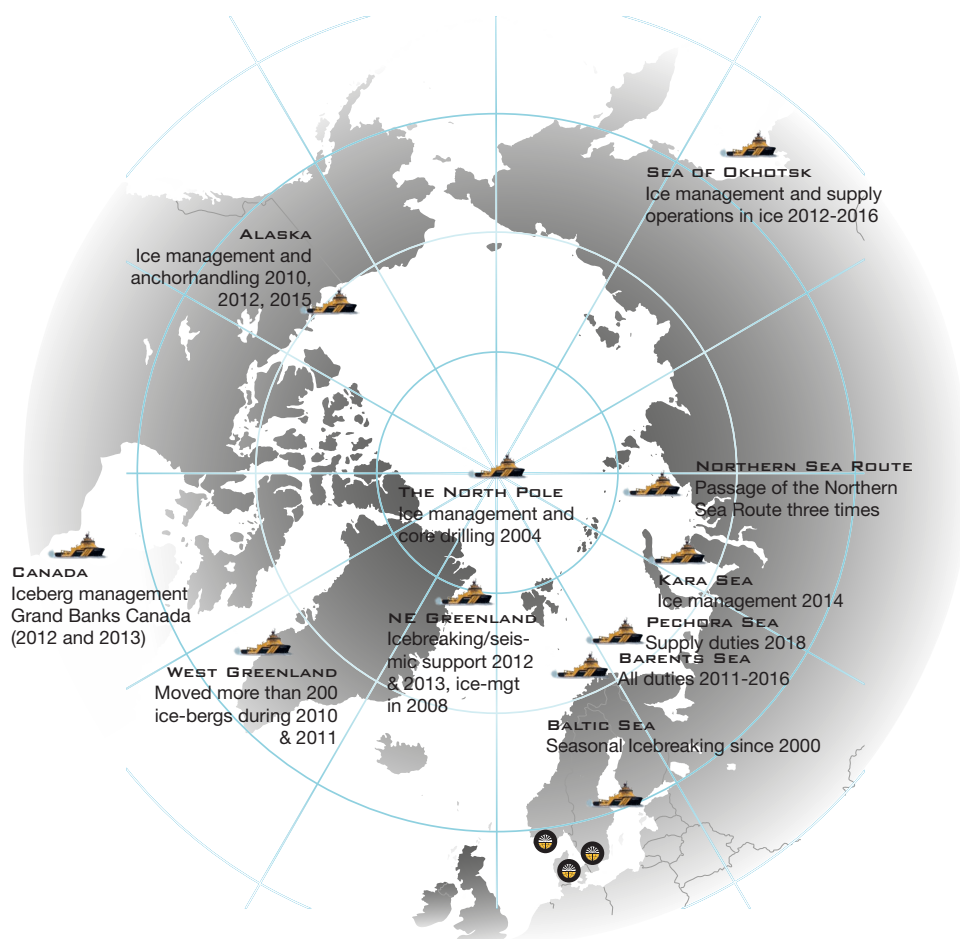 SEA OF OKHOTSK
Ice management and supply
operations in ice 2012-2016
ALASKA
Ice management and
anchorhandling 2010,
2012, 2015
NORTHERN SEA ROUTE
Passage of the Northern
Sea Route three times
THE NORTH POLE
Ice management and
core drilling 2004
CANADA
Iceberg management
Grand Banks Canada
(2012 and 2013)
KARA SEA
Ice management 2014
NE GREENLAND
Icebreaking/seis-
mic support 2012
& 2013, ice-mgt
in 2008
PECHORA SEA
Supply duties 2018
BARENTS SEA
All duties 2011-2016
WEST GREENLAND
Moved more than 200
ice-bergs during 2010
& 2011
BALTIC SEA
Seasonal Icebreaking since 2000